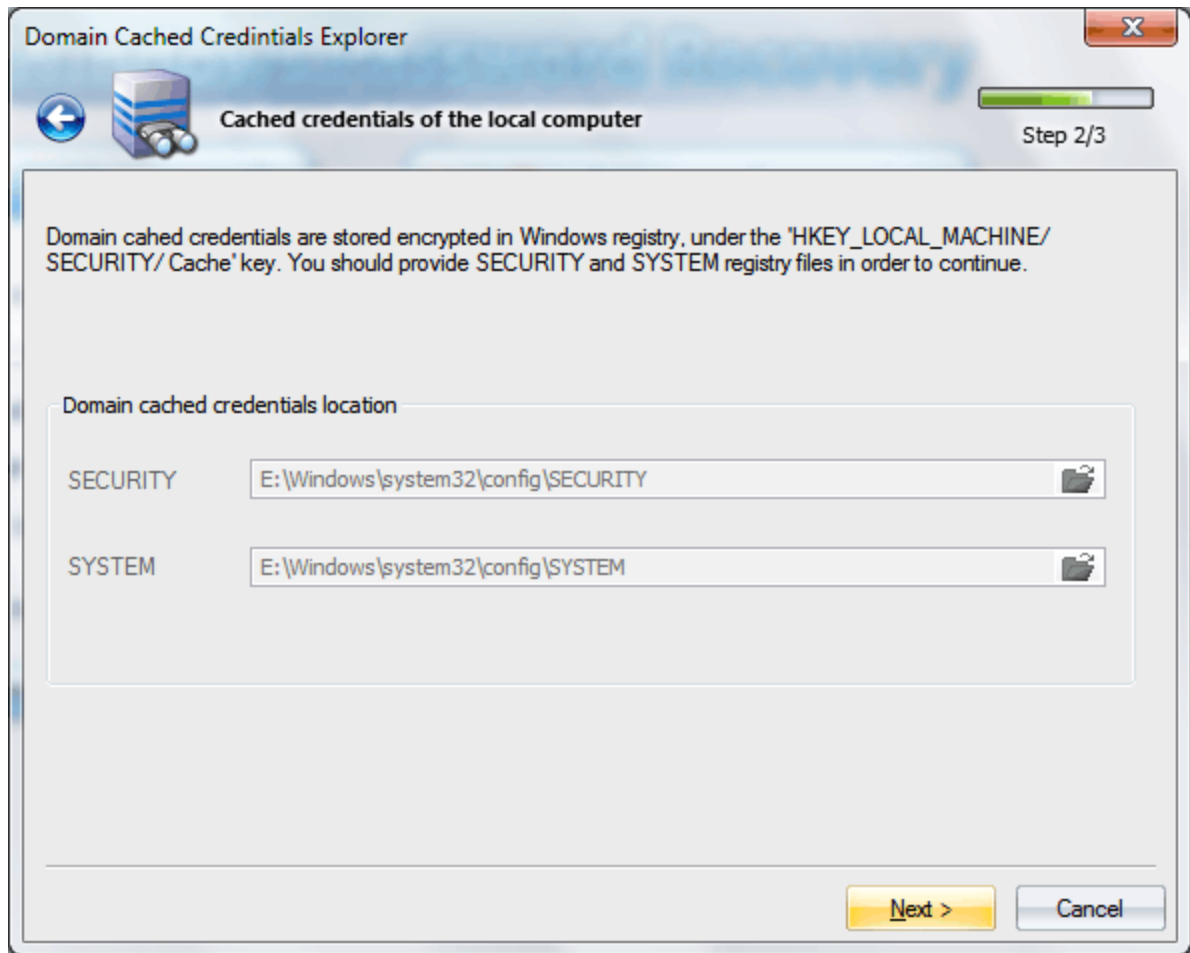 Domain Cached Credintials Explorer
Cached credentials of the local computer
Step 2/3
Domain cahed credentials are stored encrypted in Windows registry, under the 'HKEY_LOCAL_MACHINE/
SECURITY/ Cache' key. You should provide SECURITY and SYSTEM registry files in order to continue.
Domain cached credentials location
SECURITY E:\Windows\system32\config\SECURITY
SYSTEM E:\Windows\system32\config\SYSTEM
Next > Cancel